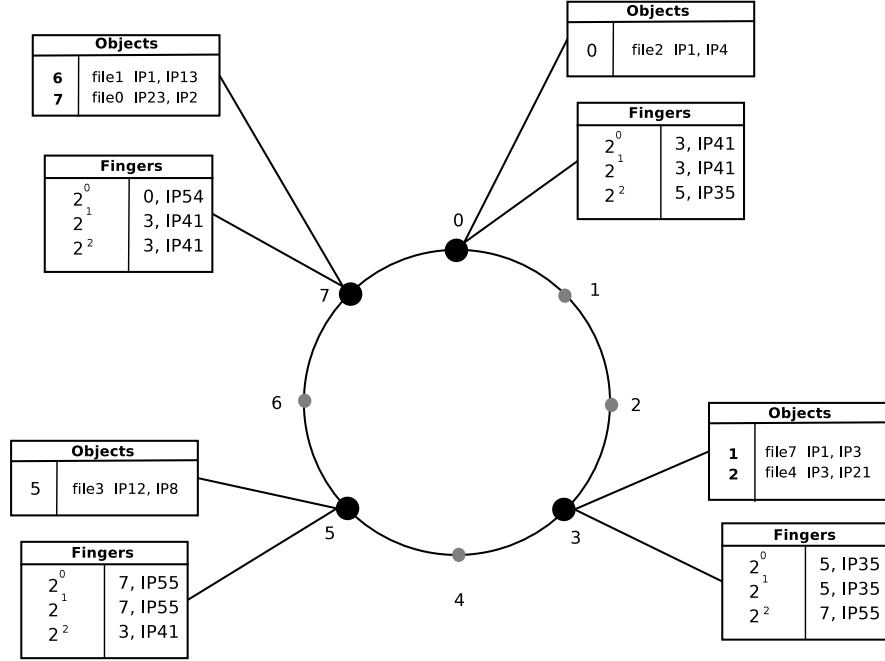 Objects
0 file2 IP1, IP4
Objects
6 file1 IP1, IP13
7 file0 IP23, IP2
Fingers
2^0 3, IP41
2^1 3, IP41
2^2 5, IP35
Fingers
2^0 0, IP54
2^1 3, IP41
2^2 3, IP41
0
7
1
6
2
Objects
1 file7 IP1, IP3
2 file4 IP3, IP21
Objects
5 file3 IP12, IP8
5
3
Fingers
2^0 5, IP35
2^1 5, IP35
2^2 7, IP55
Fingers
2^0 7, IP55
2^1 7, IP55
2^2 3, IP41
4